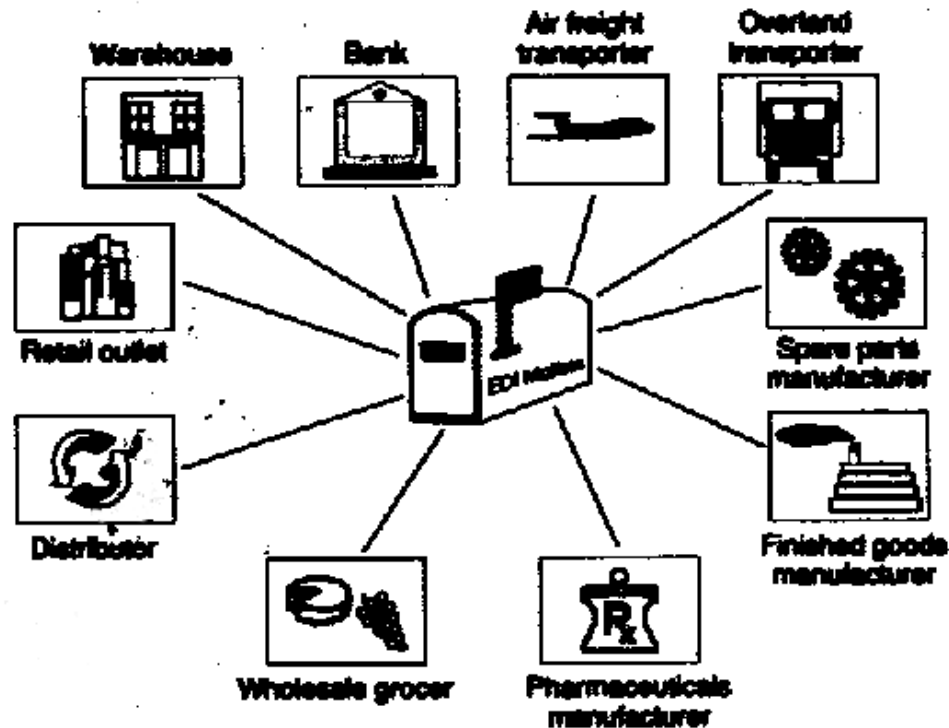 Warehouse
Bank
Air freight
transporter
Overland
transporter
Retail outlet
EDI Mailbox
Spare parts
manufacturer
Distributor
Finished goods
manufacturer
Wholesale grocer
Rx
Pharmaceuticals
manufacturer